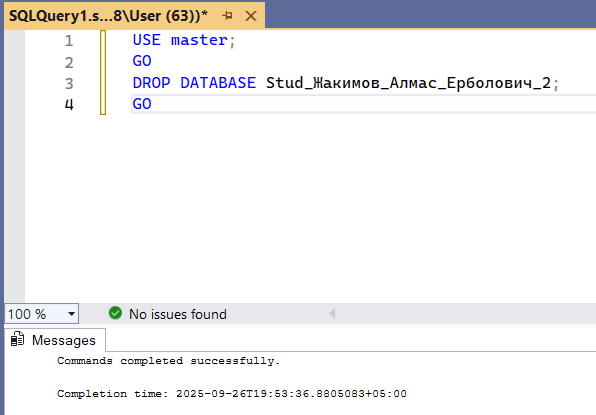 SQLQuery1.s...8\User (63))*
1 USE master;
2 GO
3 DROP DATABASE Stud_Жакимов_Алмас_Ерболович_2;
4 GO
100 %
No issues found
Messages
Commands completed successfully.
Completion time: 2025-09-26T19:53:36.8805083+05:00